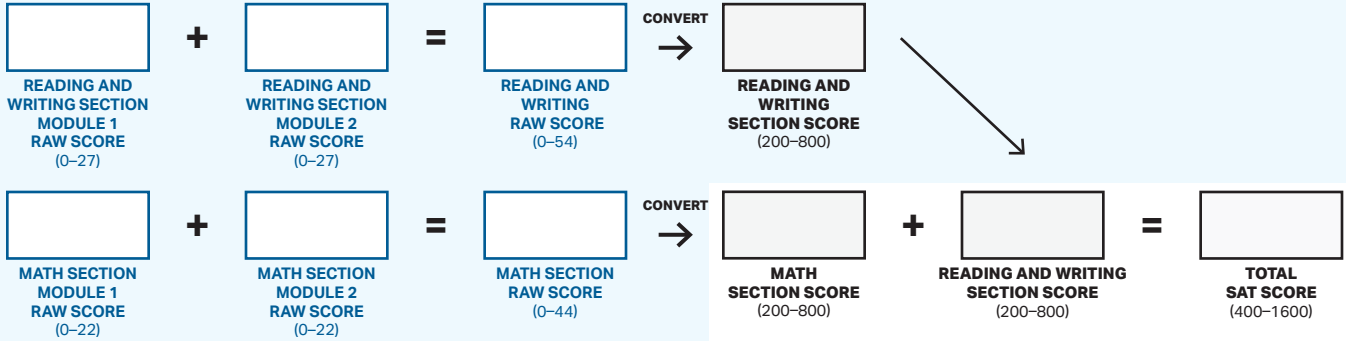 CONVERT
+
=
→
READING AND
WRITING SECTION
MODULE 1
RAW SCORE
(0–27)
READING AND
WRITING SECTION
MODULE 2
RAW SCORE
(0–27)
READING AND
WRITING
RAW SCORE
(0–54)
READING AND
WRITING
SECTION SCORE
(200–800)
CONVERT
+
=
→
+
=
MATH SECTION
MODULE 1
RAW SCORE
(0–22)
MATH SECTION
MODULE 2
RAW SCORE
(0–22)
MATH SECTION
RAW SCORE
(0–44)
MATH
SECTION SCORE
(200–800)
READING AND WRITING
SECTION SCORE
(200–800)
TOTAL
SAT SCORE
(400–1600)